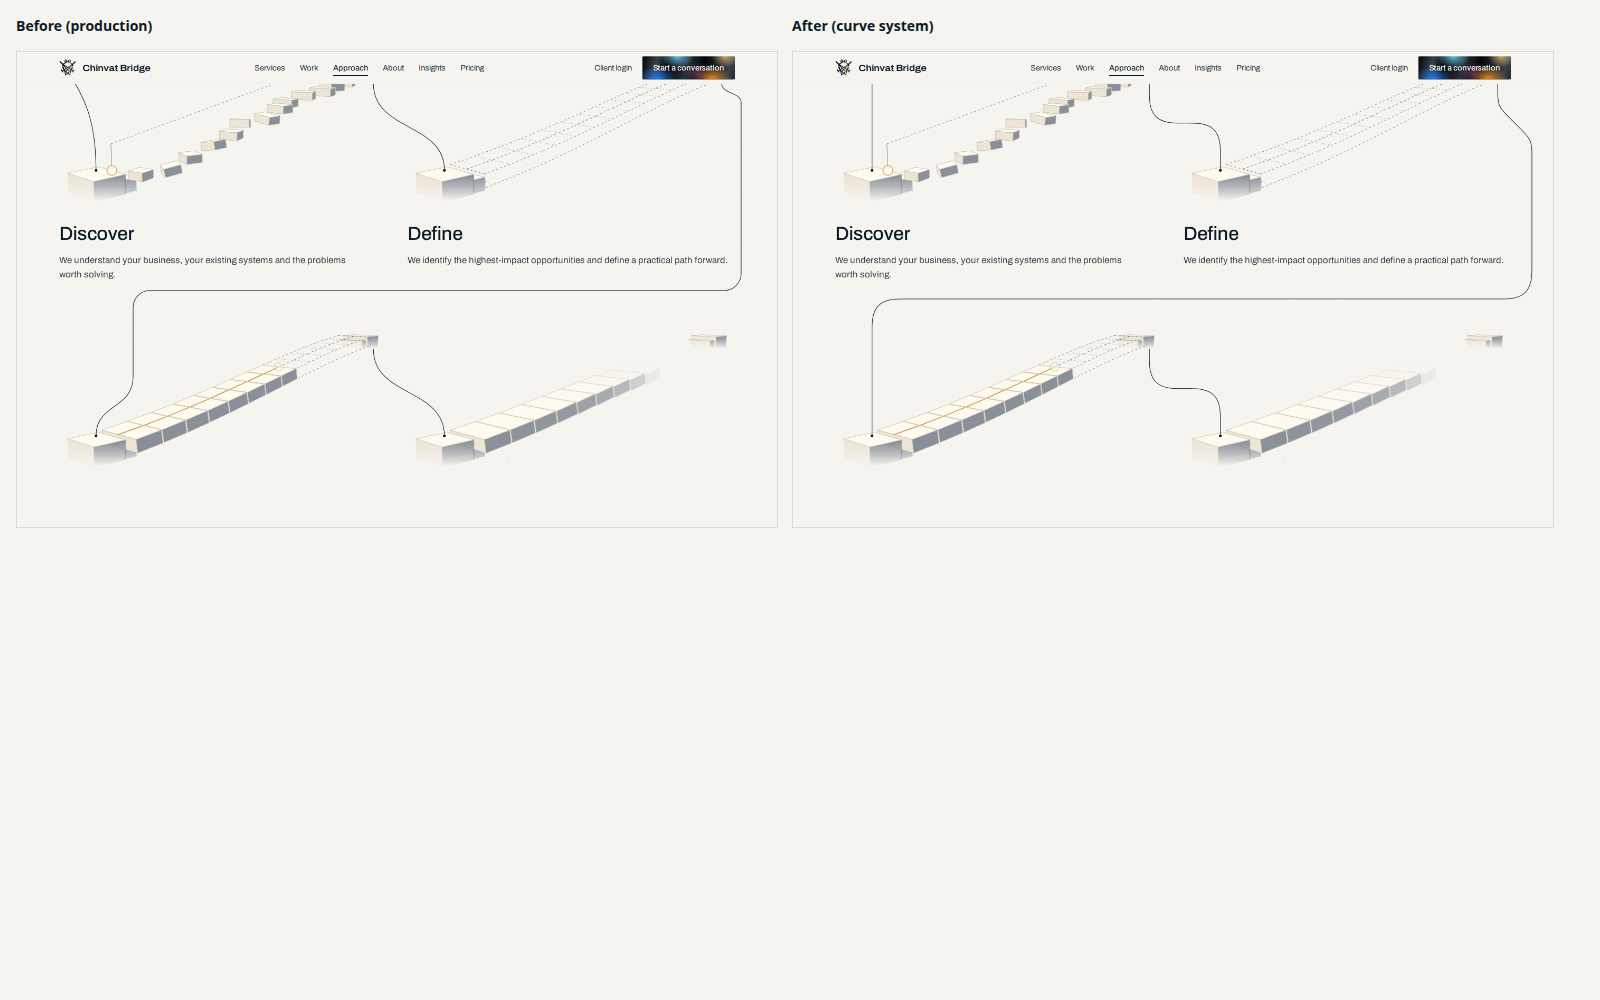 Before (production)
Chinvat Bridge
Services Work Approach About Insights Pricing
Client login Start a conversation
Discover
We understand your business, your existing systems and the problems
worth solving.
Define
We identify the highest-impact opportunities and define a practical path forward.
After (curve system)
Chinvat Bridge
Services Work Approach About Insights Pricing
Client login Start a conversation
Discover
We understand your business, your existing systems and the problems
worth solving.
Define
We identify the highest-impact opportunities and define a practical path forward.